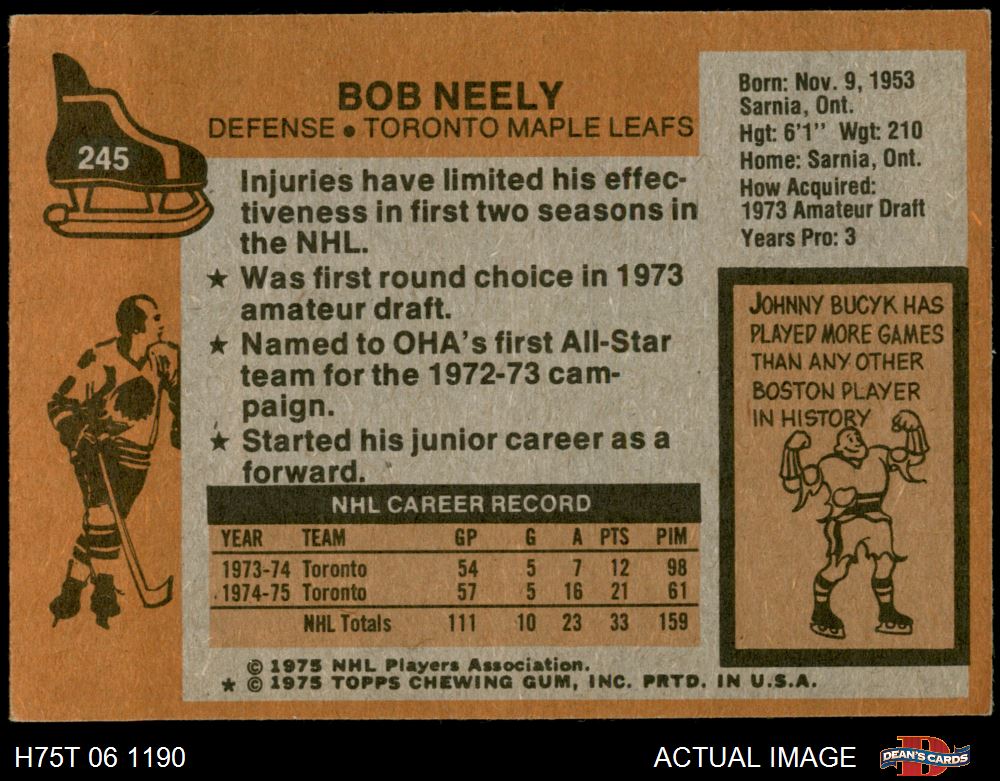 245
BOB NEELY
DEFENSE ● TORONTO MAPLE LEAFS
Injuries have limited his effec-
tiveness in first two seasons in
the NHL.
★ Was first round choice in 1973
amateur draft.
★ Named to OHA's first All-Star
team for the 1972-73 cam-
paign.
★ Started his junior career as a
forward.
NHL CAREER RECORD
YEAR TEAM GP G A PTS PIM
1973-74 Toronto 54 5 7 12 98
1974-75 Toronto 57 5 16 21 61
NHL Totals 111 10 23 33 159
© 1975 NHL Players Association.
★ © 1975 TOPPS CHEWING GUM, INC. PRTD. IN U.S.A.
Born: Nov. 9, 1953
Sarnia, Ont.
Hgt: 6'1" Wgt: 210
Home: Sarnia, Ont.
How Acquired:
1973 Amateur Draft
Years Pro: 3
JOHNNY BUCYK HAS
PLAYED MORE GAMES
THAN ANY OTHER
BOSTON PLAYER
IN HISTORY
H75T 06 1190
ACTUAL IMAGE
D
DEAN'S CARDS